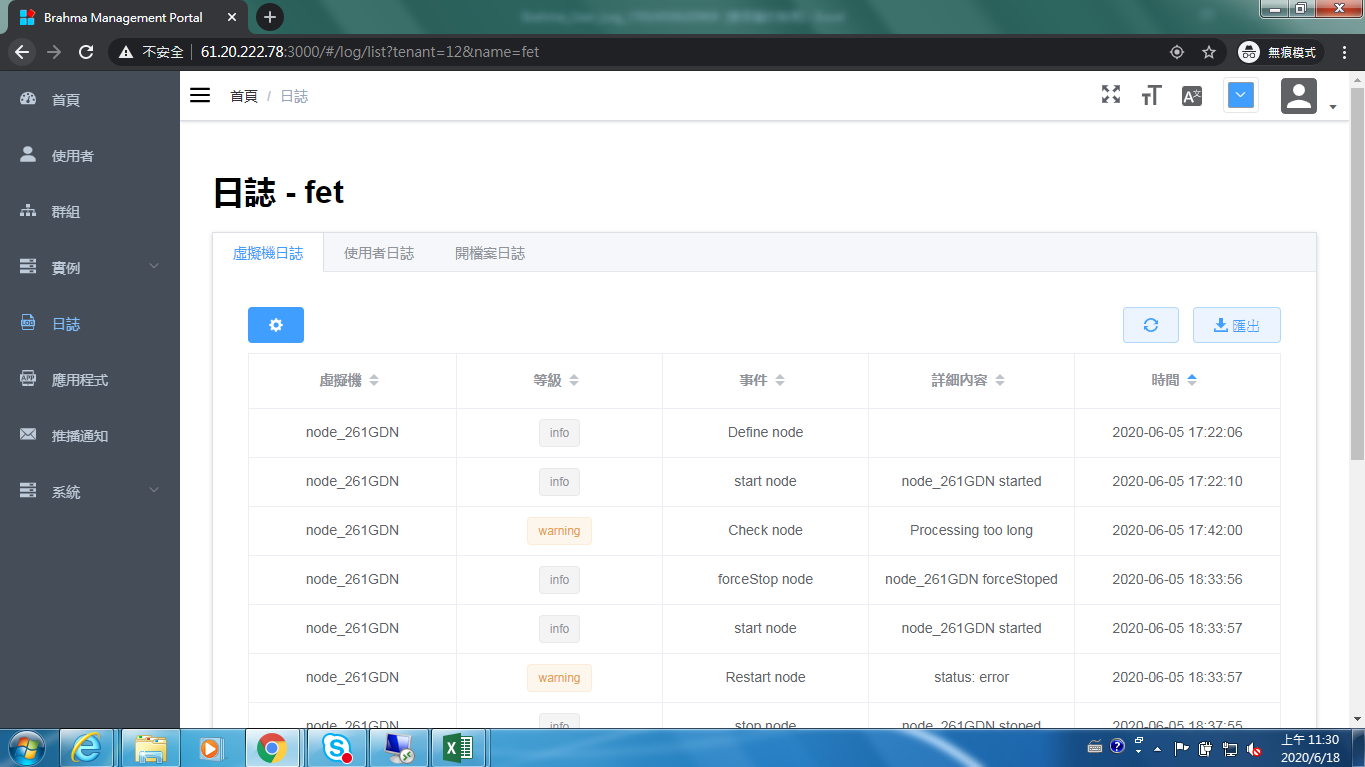 Brahma Management Portal
不安全 61.20.222.78:3000/#/log/list?tenant=12&name=fet 無痕模式
首頁
使用者
群組
實例
日誌
應用程式
推播通知
系統
首頁 / 日誌
日誌 - fet
虛擬機日誌 使用者日誌 開檔案日誌
匯出
虛擬機 等級 事件 詳細內容 時間
node_261GDN info Define node 2020-06-05 17:22:06
node_261GDN info start node node_261GDN started 2020-06-05 17:22:10
node_261GDN warning Check node Processing too long 2020-06-05 17:42:00
node_261GDN info forceStop node node_261GDN forceStoped 2020-06-05 18:33:56
node_261GDN info start node node_261GDN started 2020-06-05 18:33:57
node_261GDN warning Restart node status: error 2020-06-05 18:33:57
node_261GDN info stop node node_261GDN stoped 2020-06-05 18:37:55
上午 11:30
2020/6/18